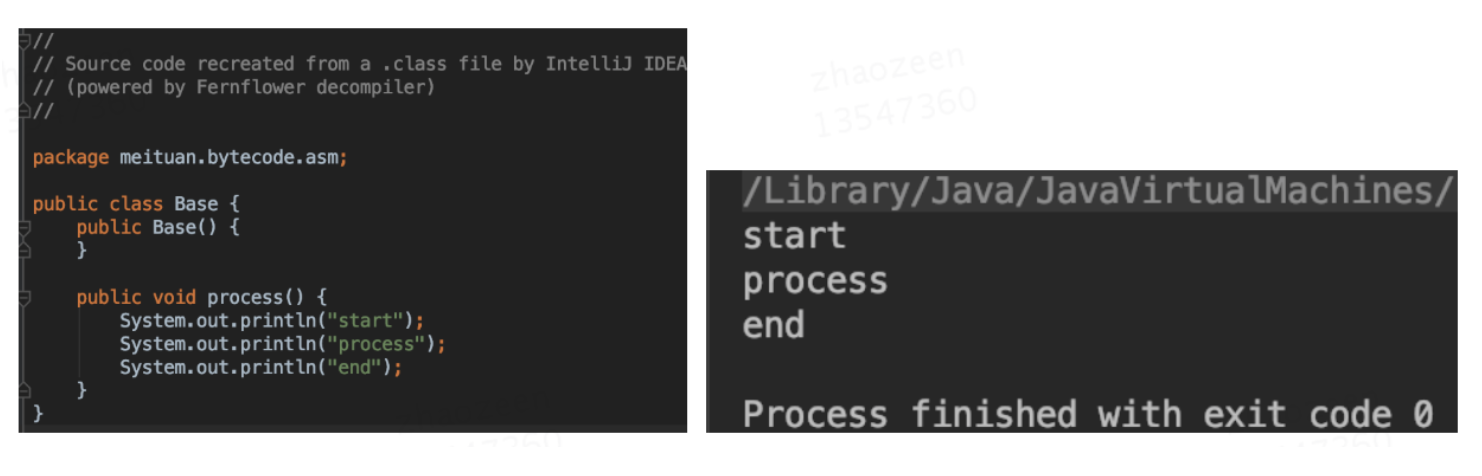 //
// Source code recreated from a .class file by IntelliJ IDEA
// (powered by Fernflower decompiler)
//
package meituan.bytecode.asm;
public class Base {
public Base() {
}
public void process() {
System.out.println("start");
System.out.println("process");
System.out.println("end");
}
}
zhaozeen
13547360
/Library/Java/JavaVirtualMachines/
start
process
end
Process finished with exit code 0